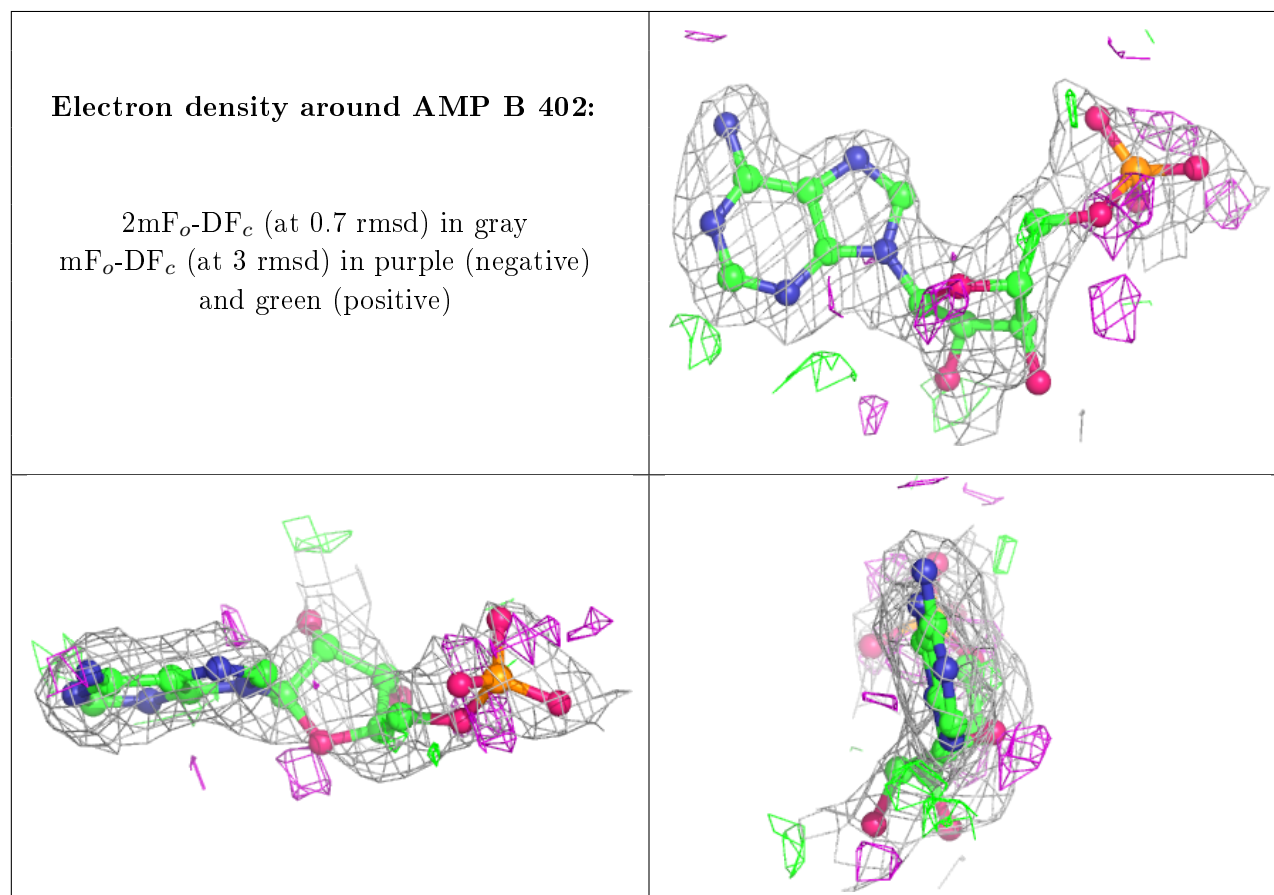 Electron density around AMP B 402:
2mFo-DFc (at 0.7 rmsd) in gray
mFo-DFc (at 3 rmsd) in purple (negative)
and green (positive)